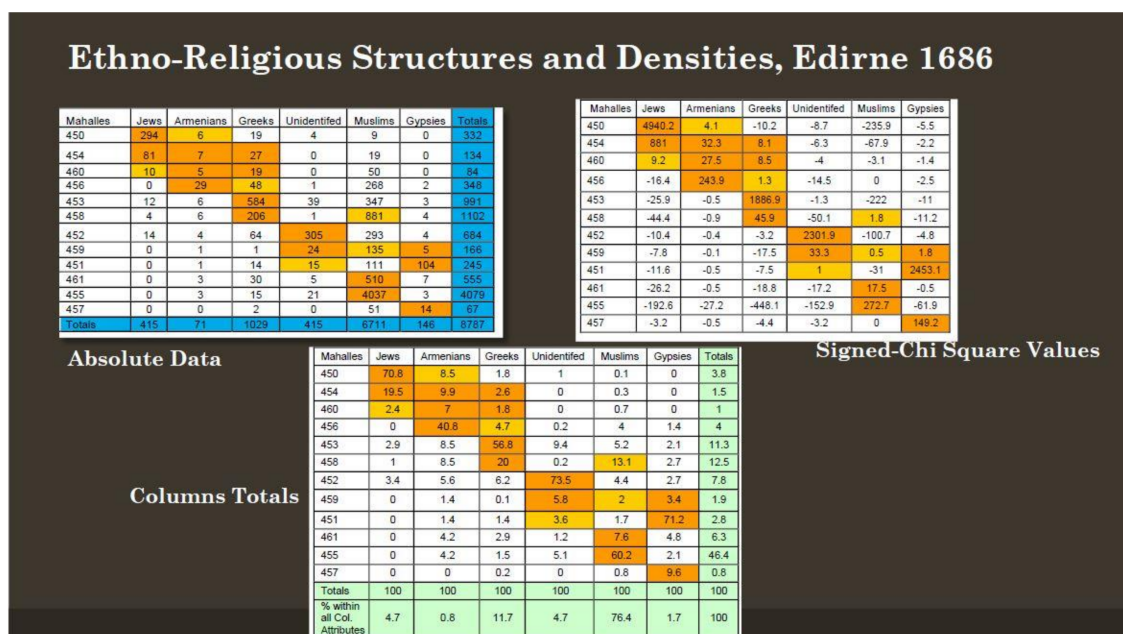 Ethno-Religious Structures and Densities, Edirne 1686
Mahalles Jews Armenians Greeks Unidentifed Muslims Gypsies Totals
450 294 6 19 4 9 0 332
454 81 7 27 0 19 0 134
460 10 5 19 0 50 0 84
456 0 29 48 1 268 2 348
453 12 6 584 39 347 3 991
458 4 6 206 1 881 4 1102
452 14 4 64 305 293 4 684
459 0 1 1 24 135 5 166
451 0 1 14 15 111 104 245
461 0 3 30 5 510 7 555
455 0 3 15 21 4037 3 4079
457 0 0 2 0 51 14 67
Totals 415 71 1029 415 6711 146 8787
Absolute Data
Mahalles Jews Armenians Greeks Unidentifed Muslims Gypsies
450 4940.2 4.1 -10.2 -8.7 -235.9 -5.5
454 881 32.3 8.1 -6.3 -67.9 -2.2
460 9.2 27.5 8.5 -4 -3.1 -1.4
456 -16.4 243.9 1.3 -14.5 0 -2.5
453 -25.9 -0.5 1886.9 -1.3 -222 -11
458 -44.4 -0.9 45.9 -50.1 1.8 -11.2
452 -10.4 -0.4 -3.2 2301.9 -100.7 -4.8
459 -7.8 -0.1 -17.5 33.3 0.5 1.8
451 -11.6 -0.5 -7.5 1 -31 2453.1
461 -26.2 -0.5 -18.8 -17.2 17.5 -0.5
455 -192.6 -27.2 -448.1 -152.9 272.7 -61.9
457 -3.2 -0.5 -4.4 -3.2 0 149.2
Signed-Chi Square Values
Mahalles Jews Armenians Greeks Unidentifed Muslims Gypsies Totals
450 70.8 8.5 1.8 1 0.1 0 3.8
454 19.5 9.9 2.6 0 0.3 0 1.5
460 2.4 7 1.8 0 0.7 0 1
456 0 40.8 4.7 0.2 4 1.4 4
453 2.9 8.5 56.8 9.4 5.2 2.1 11.3
458 1 8.5 20 0.2 13.1 2.7 12.5
452 3.4 5.6 6.2 73.5 4.4 2.7 7.8
459 0 1.4 0.1 5.8 2 3.4 1.9
451 0 1.4 1.4 3.6 1.7 71.2 2.8
461 0 4.2 2.9 1.2 7.6 4.8 6.3
455 0 4.2 1.5 5.1 60.2 2.1 46.4
457 0 0 0.2 0 0.8 9.6 0.8
Totals 100 100 100 100 100 100 100
% within
all Col. 4.7 0.8 11.7 4.7 76.4 1.7 100
Attributes
Columns Totals